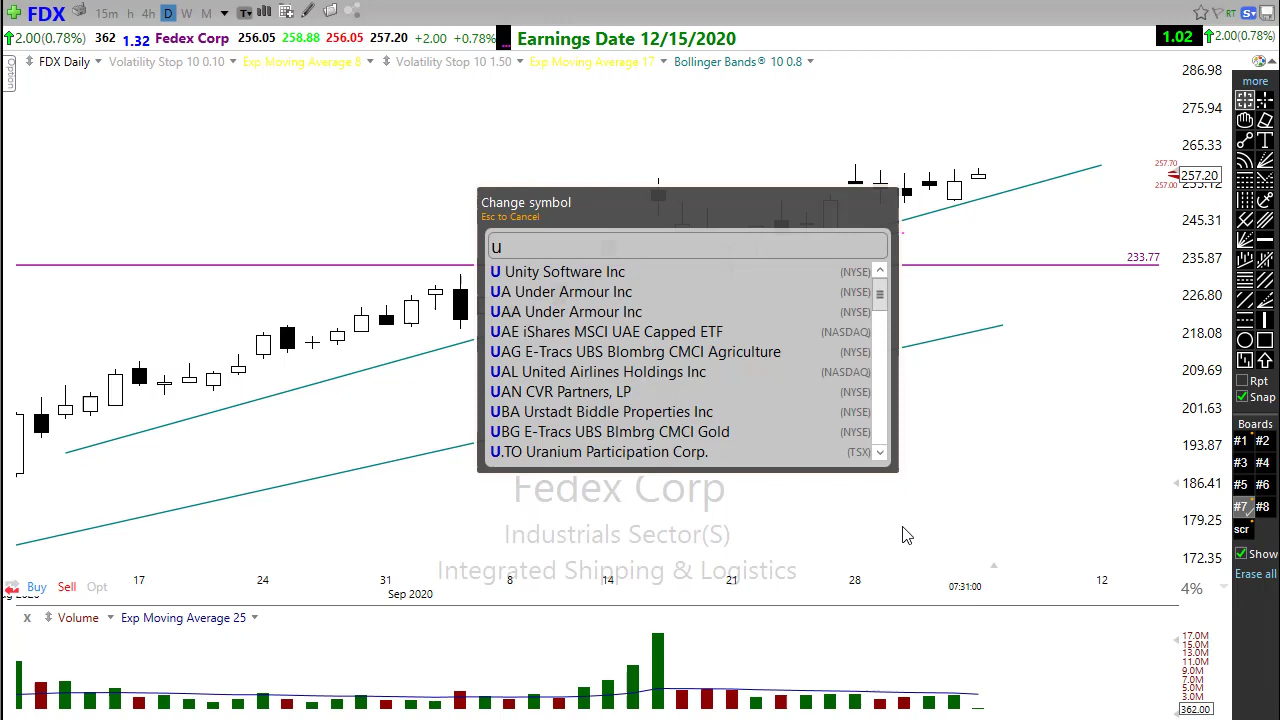 FDX 15m h 4h D W M T RT S
2.00(0.78%) 362 1.32 Fedex Corp 256.05 258.88 256.05 257.20 +2.00 +0.78% Earnings Date 12/15/2020 1.02 2.00(0.78%)
Option
FDX Daily Volatility Stop 10 0.10 Exp Moving Average 8 Volatility Stop 10 1.50 Exp Moving Average 17 Bollinger Bands® 10 0.8
more
286.98
275.94
265.33
257.70
257.20
257.00
245.31
235.87
233.77
226.80
218.08
209.69
201.63
193.87
186.41
179.25
172.35
4%
Change symbol
Esc to Cancel
u
U Unity Software Inc (NYSE)
UA Under Armour Inc (NYSE)
UAA Under Armour Inc (NYSE)
UAE iShares MSCI UAE Capped ETF (NASDAQ)
UAG E-Tracs UBS Blombrg CMCI Agriculture (NYSE)
UAL United Airlines Holdings Inc (NASDAQ)
UAN CVR Partners, LP (NYSE)
UBA Urstadt Biddle Properties Inc (NYSE)
UBG E-Tracs UBS Blmbrg CMCI Gold (NYSE)
U.TO Uranium Participation Corp. (TSX)
Fedex Corp
Industrials Sector(S)
Integrated Shipping & Logistics
Rpt
Snap
Boards
#1 #2
#3 #4
#5 #6
#7 #8
scr
Show
Erase all
Buy Sell Opt
17 24 31 8 14 21 28 12
Sep 2020 07:31:00
X Volume Exp Moving Average 25
17.0M
15.0M
13.0M
11.0M
9.0M
7.0M
5.0M
3.0M
362.00